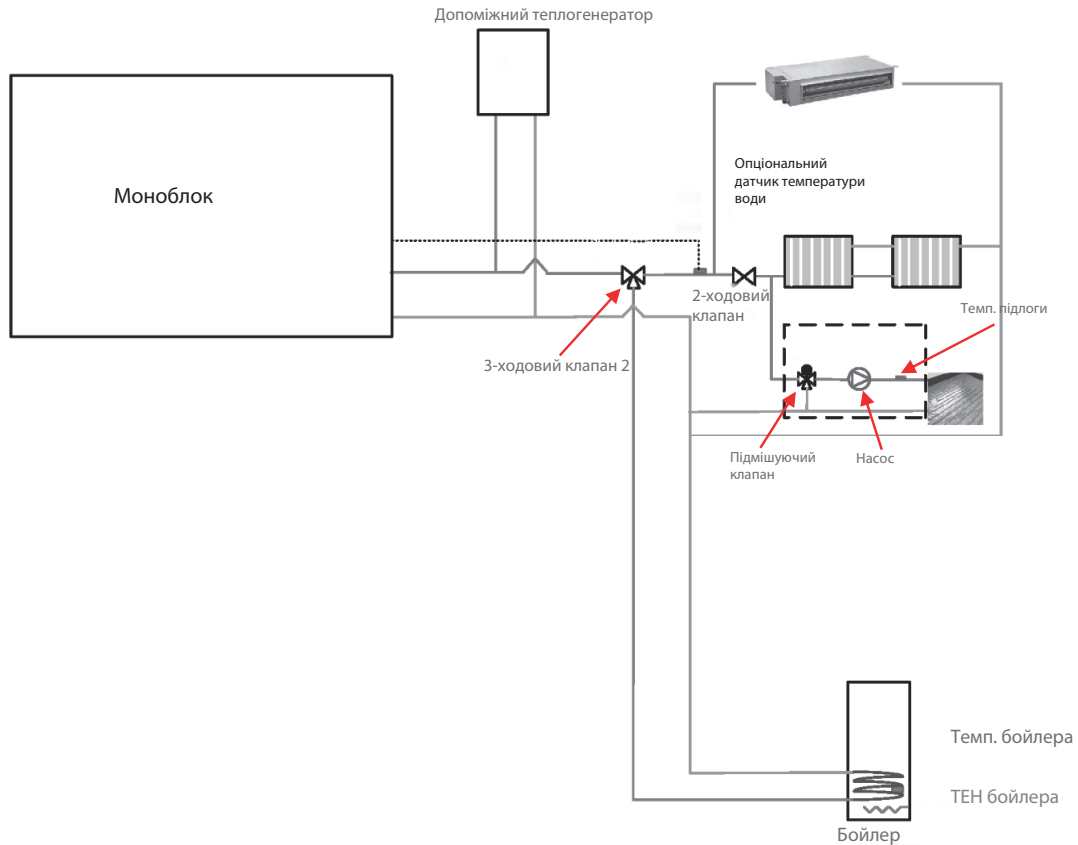 Допоміжний теплогенератор
Моноблок
Опціональний
датчик температури
води
2-ходовий
клапан
Темп. підлоги
3-ходовий клапан 2
Підмішуючий
клапан
Насос
Темп. бойлера
ТЕН бойлера
Бойлер